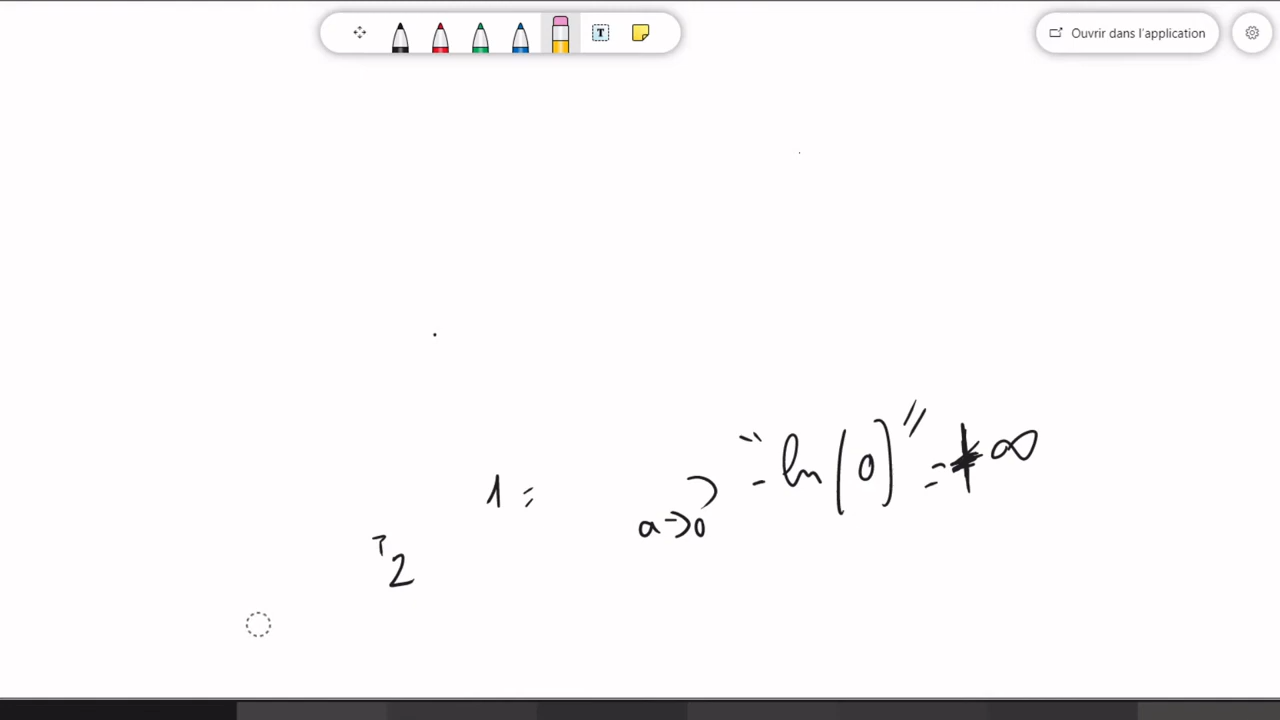 T
Ouvrir dans l'application
1 =
) = "ln(0)" = +∞
a→0
2